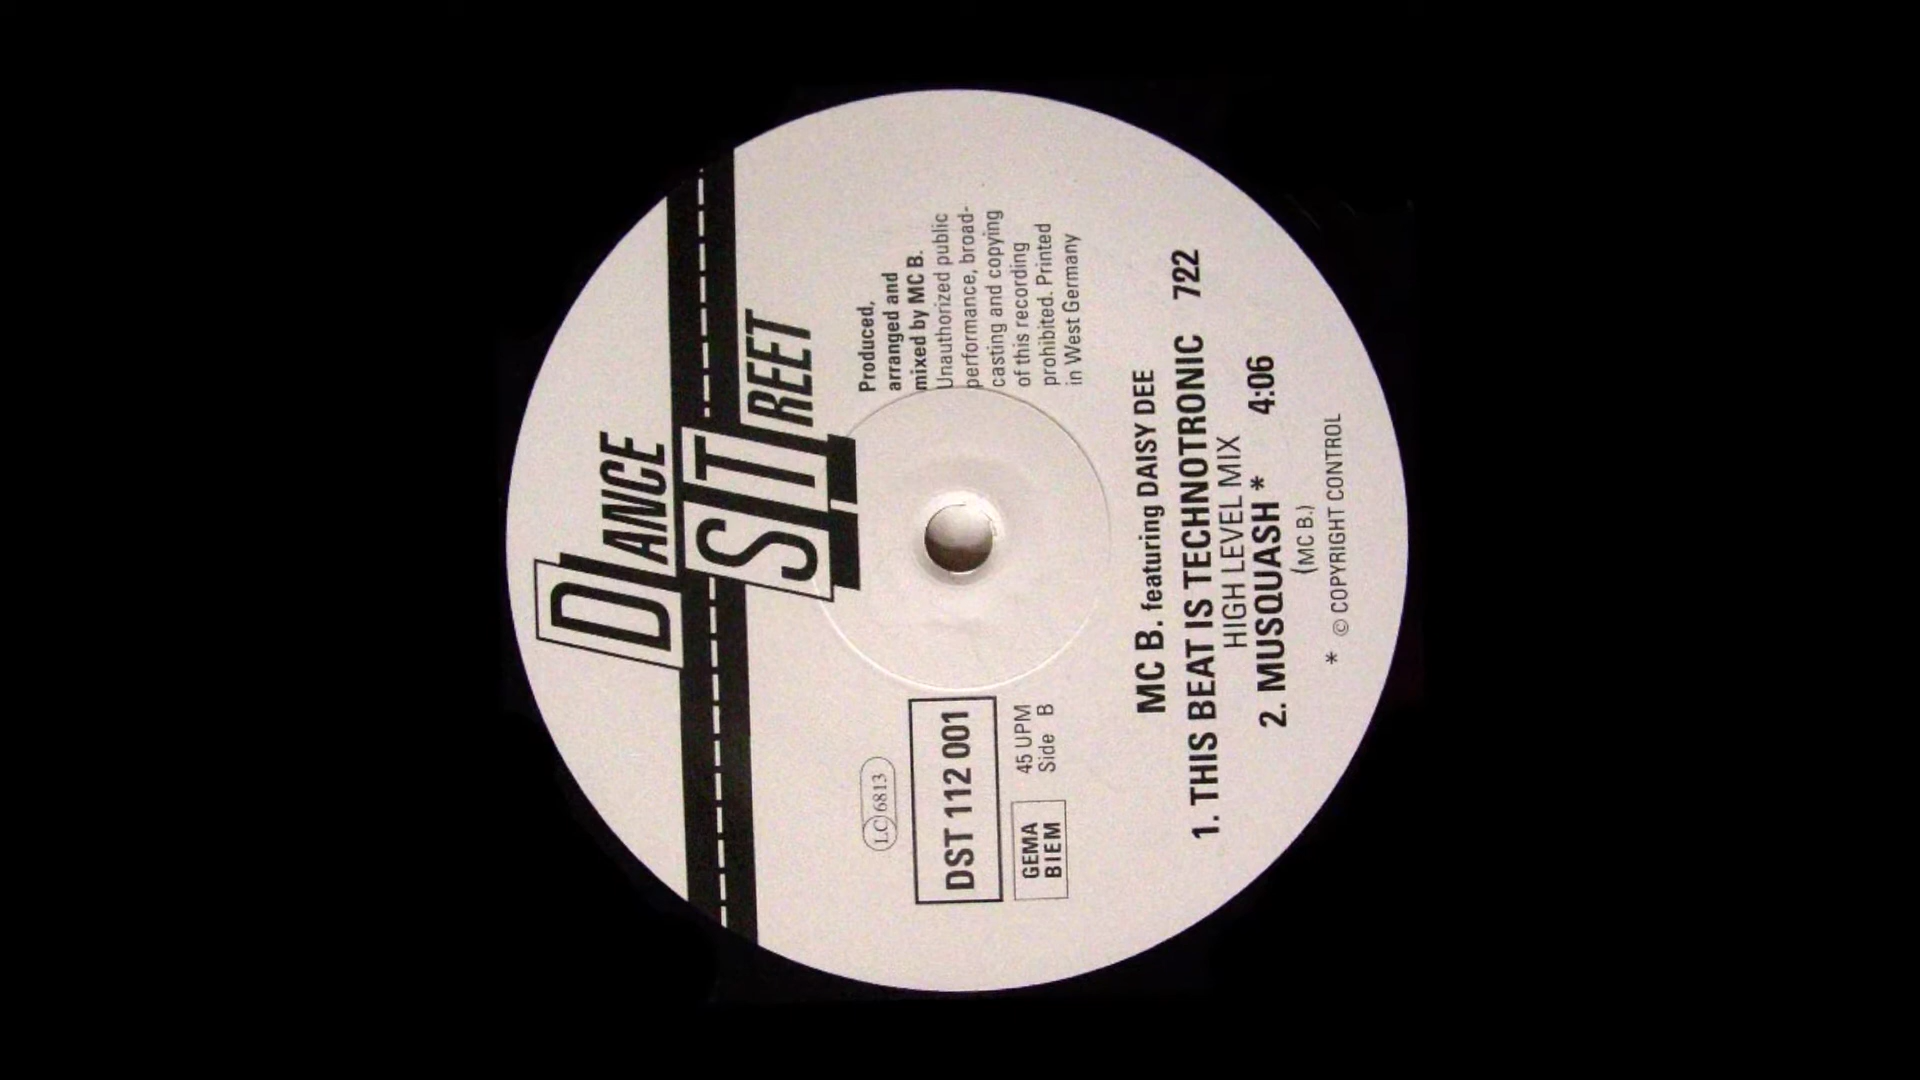 DANCE
STREET
LC 6813
DST 112 001
GEMA
BIEM
45 UPM
Side B
Produced,
arranged and
mixed by MC B.
Unauthorized public
performance, broad-
casting and copying
of this recording
prohibited. Printed
in West Germany
MC B. featuring DAISY DEE
1. THIS BEAT IS TECHNOTRONIC 722
HIGH LEVEL MIX
2. MUSQUASH * 4:06
(MC B.)
* © COPYRIGHT CONTROL